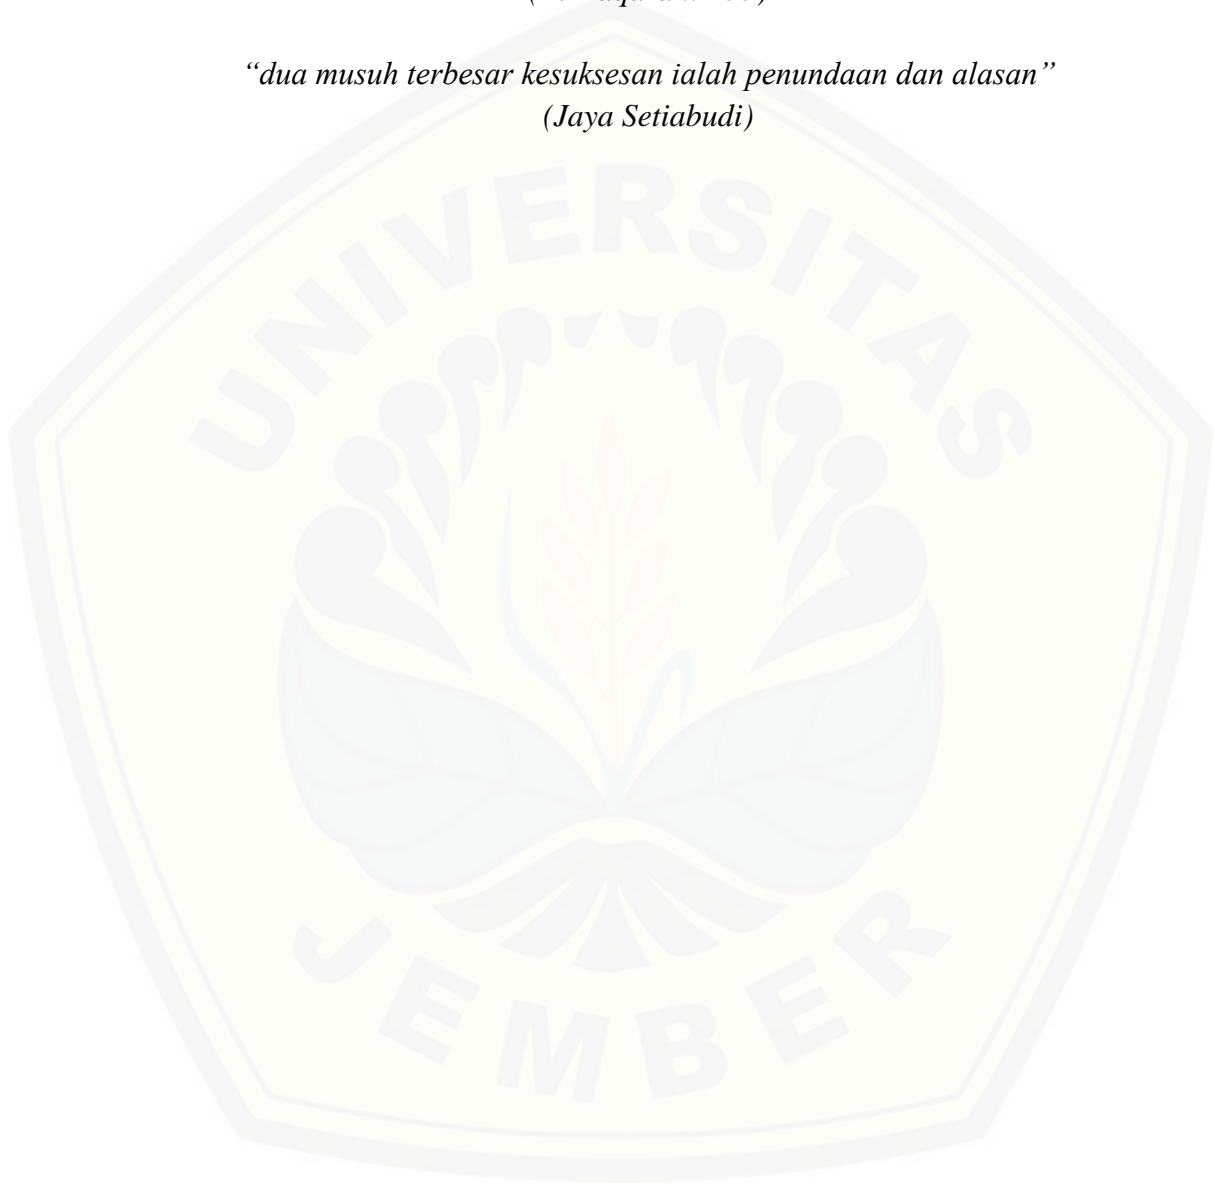 “dua musuh terbesar kesuksesan ialah penundaan dan alasan”
(Jaya Setiabudi)
UNIVERSITAS
JEMBER